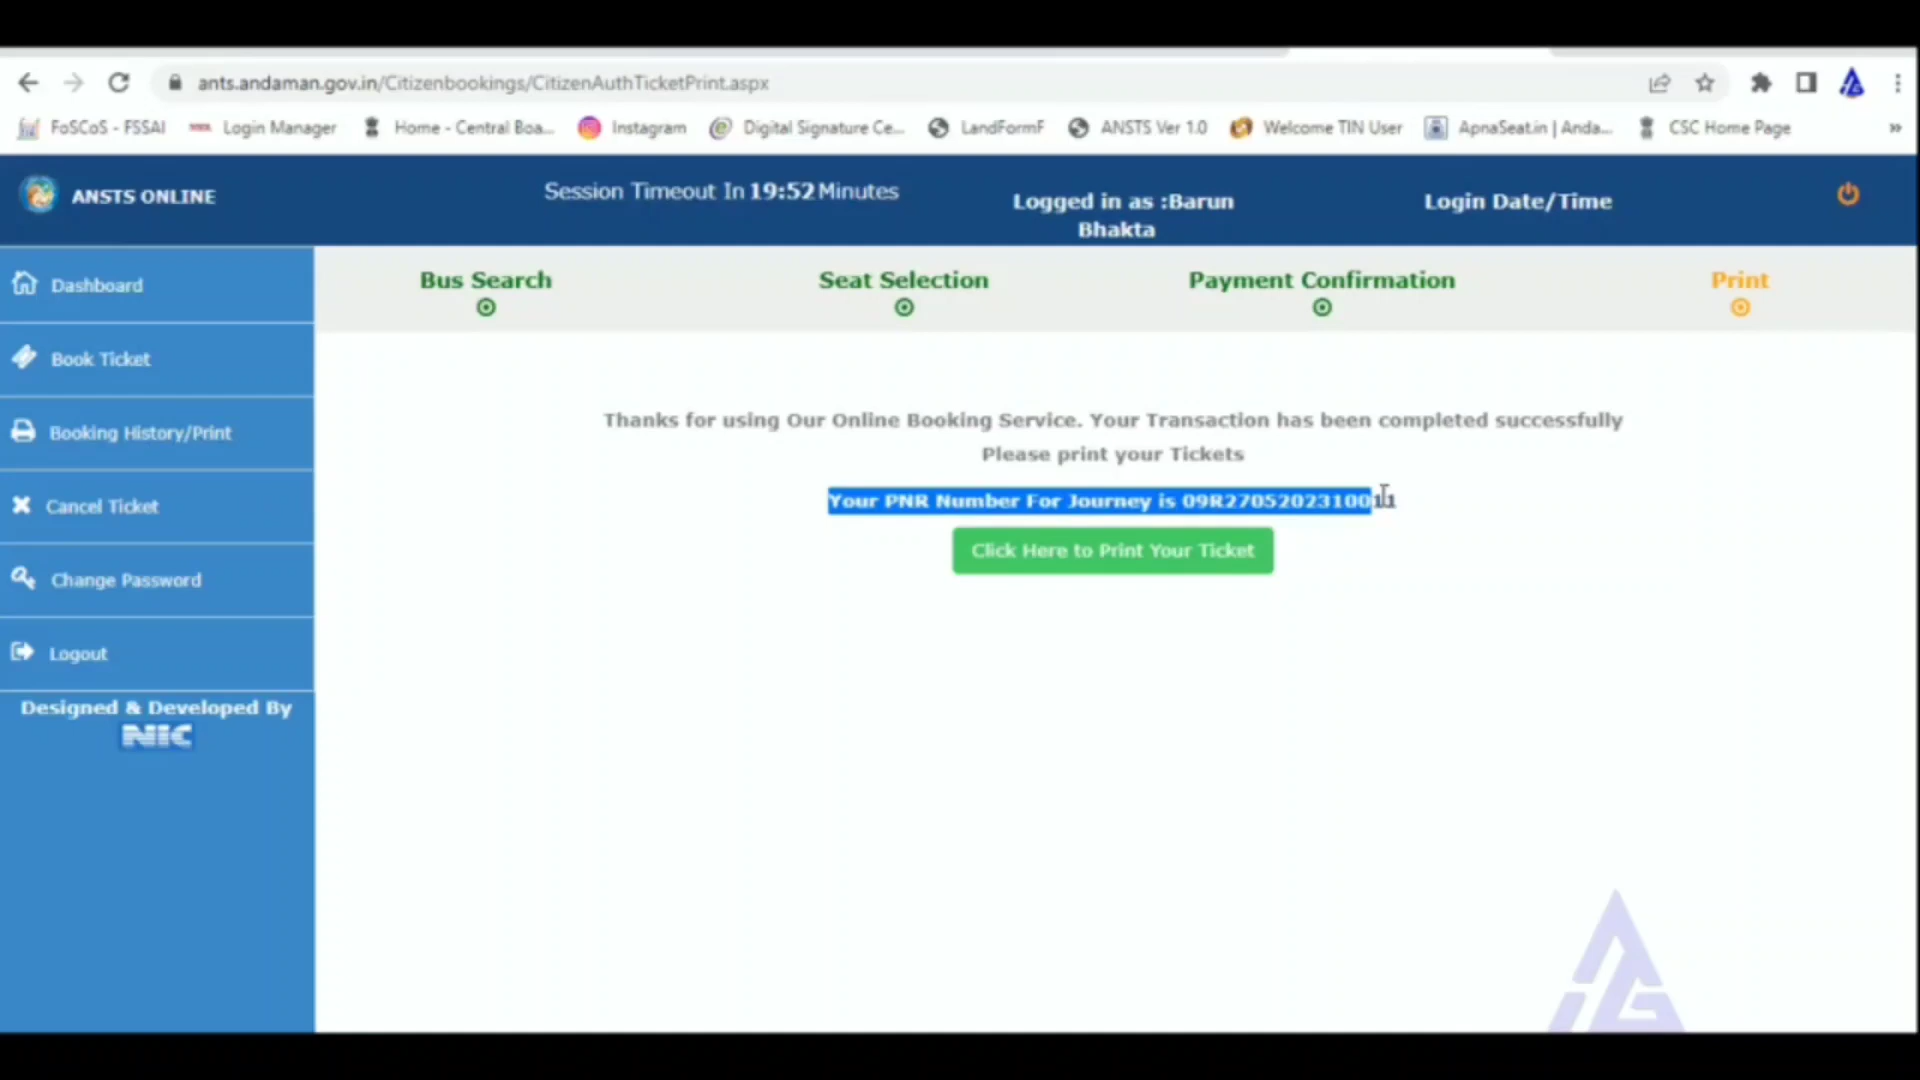 ants.andaman.gov.in/Citizenbookings/CitizenAuthTicketPrint.aspx
FoSCoS - FSSAI Login Manager Home - Central Boa... Instagram Digital Signature Ce... LandFormF ANSTS Ver 1.0 Welcome TIN User ApnaSeat.in | Anda... CSC Home Page »
ANSTS ONLINE
Session Timeout In 19:52 Minutes
Logged in as :Barun
Bhakta
Login Date/Time
Dashboard
Book Ticket
Booking History/Print
Cancel Ticket
Change Password
Logout
Designed & Developed By
NIC
Bus Search Seat Selection Payment Confirmation Print
Thanks for using Our Online Booking Service. Your Transaction has been completed successfully
Please print your Tickets
Your PNR Number For Journey is 09R2705202310011
Click Here to Print Your Ticket